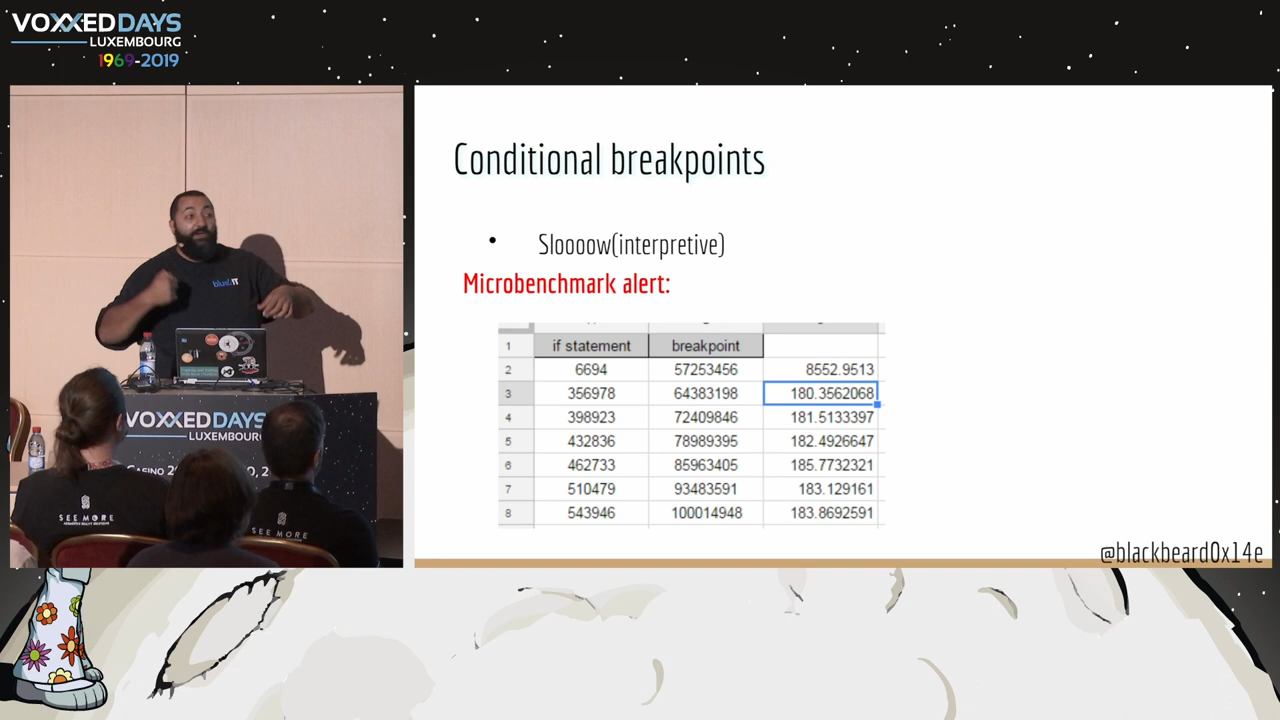 VOXXEDDAYS
LUXEMBOURG
1969-2019
Conditional breakpoints
• Sloooow(interpretive)
Microbenchmark alert:
1 if statement breakpoint
2 6694 57253456 8552.9513
3 356978 64383198 180.3562068
4 398923 72409846 181.5133397
5 432836 78989395 182.4926647
6 462733 85963405 185.7732321
7 510479 93483591 183.129161
8 543946 100014948 183.8692591
@blackbeard0x14e
VOXXEDDAYS
LUXEMBOURG
SEE MORE
SEE MORE